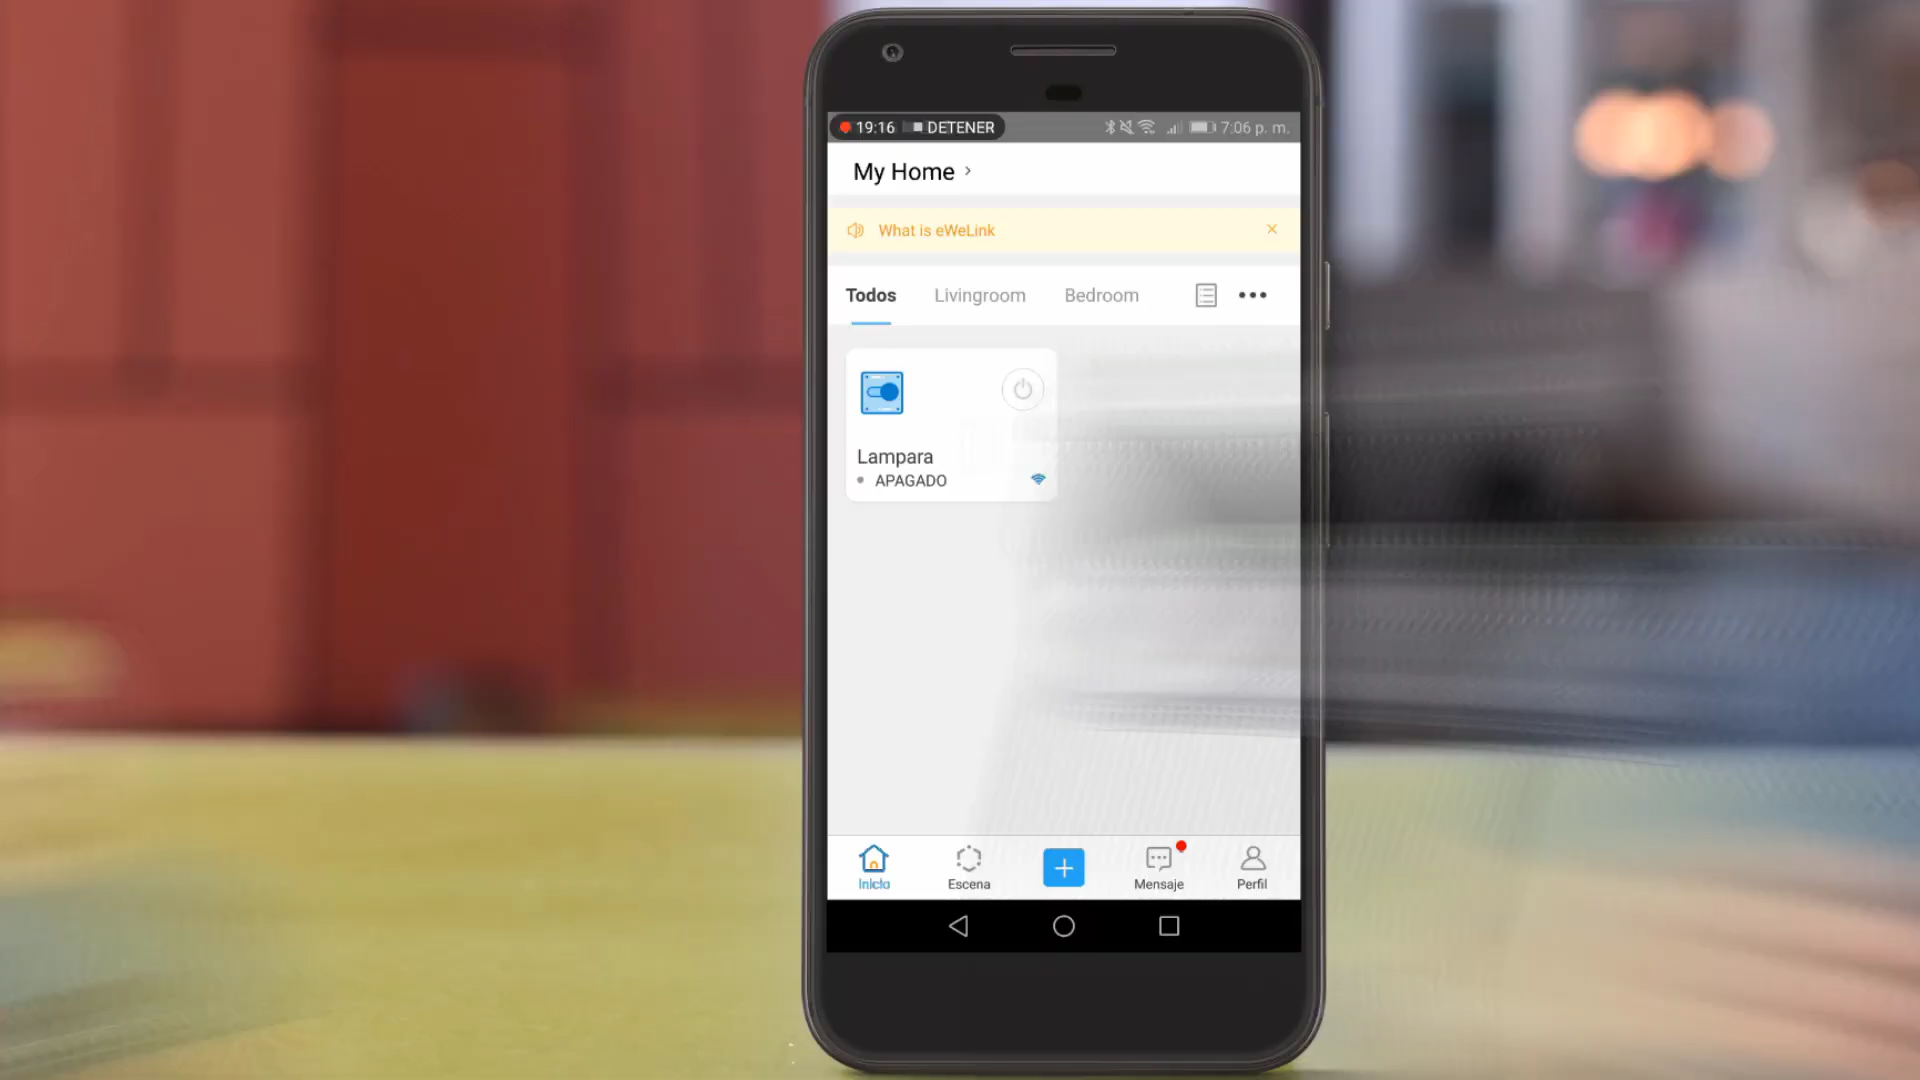 19:16 DETENER 7:06 p. m.
My Home
What is eWeLink
Todos Livingroom Bedroom
Lampara
APAGADO
Inicio Escena Mensaje Perfil